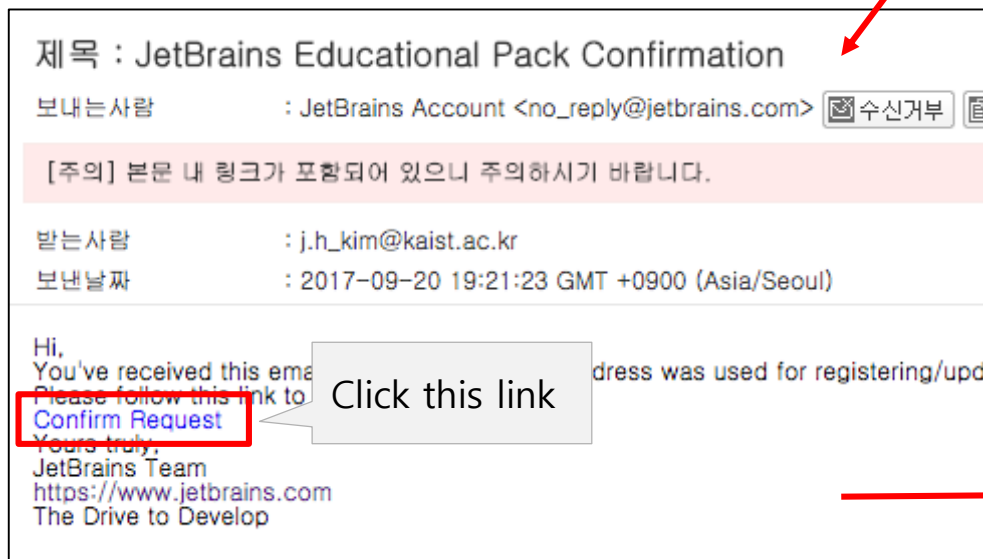 제목 : JetBrains Educational Pack Confirmation
보내는사람 : JetBrains Account <no_reply@jetbrains.com> 수신거부
[주의] 본문 내 링크가 포함되어 있으니 주의하시기 바랍니다.
받는사람 : j.h_kim@kaist.ac.kr
보낸날짜 : 2017-09-20 19:21:23 GMT +0900 (Asia/Seoul)
Hi,
You've received this ema dress was used for registering/upd
Please follow this link to
Click this link
Confirm Request
Yours truly,
JetBrains Team
https://www.jetbrains.com
The Drive to Develop